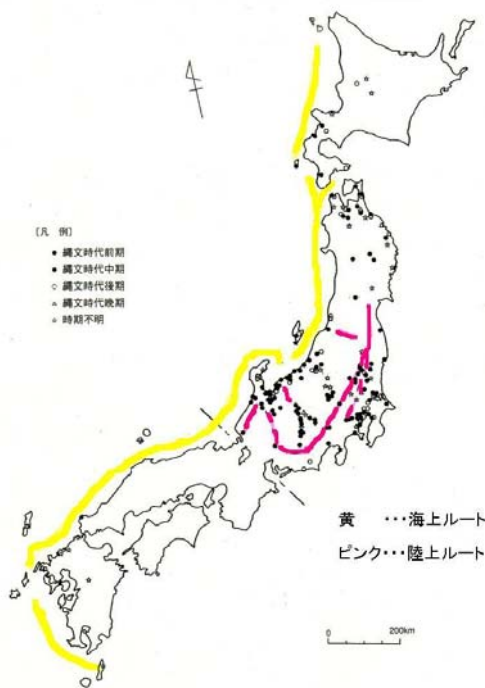 ［凡 例］
● 縄文時代前期
● 縄文時代中期
○ 縄文時代後期
△ 縄文時代晩期
☆ 時期不明
黄　･･･海上ルート
ピンク･･･陸上ルート
0 200km